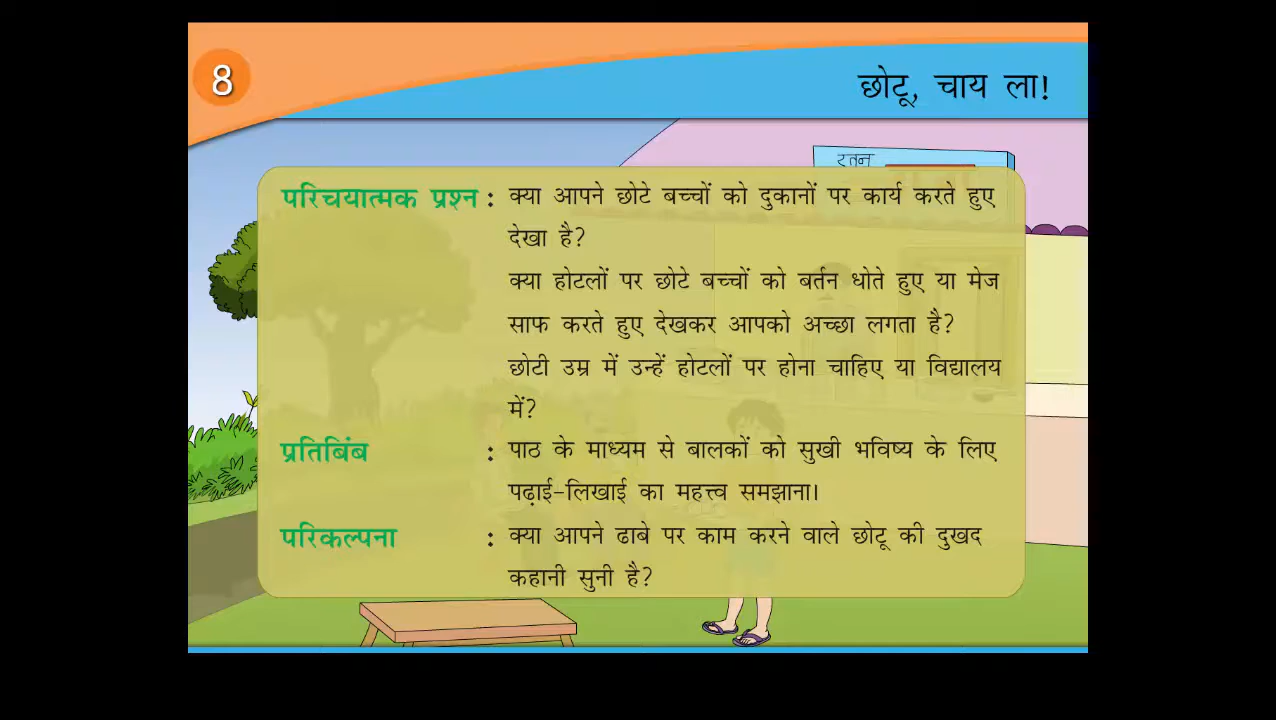 8
छोटू, चाय ला!
रतन
परिचयात्मक प्रश्न : क्या आपने छोटे बच्चों को दुकानों पर कार्य करते हुए
देखा है?
क्या होटलों पर छोटे बच्चों को बर्तन धोते हुए या मेज
साफ करते हुए देखकर आपको अच्छा लगता है?
छोटी उम्र में उन्हें होटलों पर होना चाहिए या विद्यालय
में?
प्रतिबिंब : पाठ के माध्यम से बालकों को सुखी भविष्य के लिए
पढ़ाई-लिखाई का महत्त्व समझाना।
परिकल्पना : क्या आपने ढाबे पर काम करने वाले छोटू की दुखद
कहानी सुनी है?